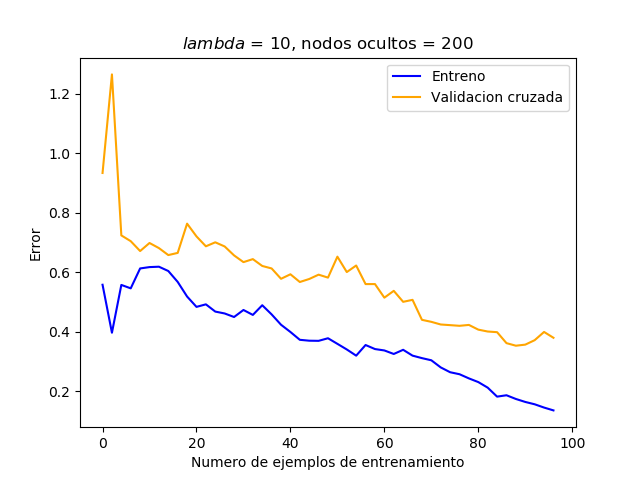 lambda = 10, nodos ocultos = 200
Entreno
Validacion cruzada
Error
1.2
1.0
0.8
0.6
0.4
0.2
0
20
40
60
80
100
Numero de ejemplos de entrenamiento